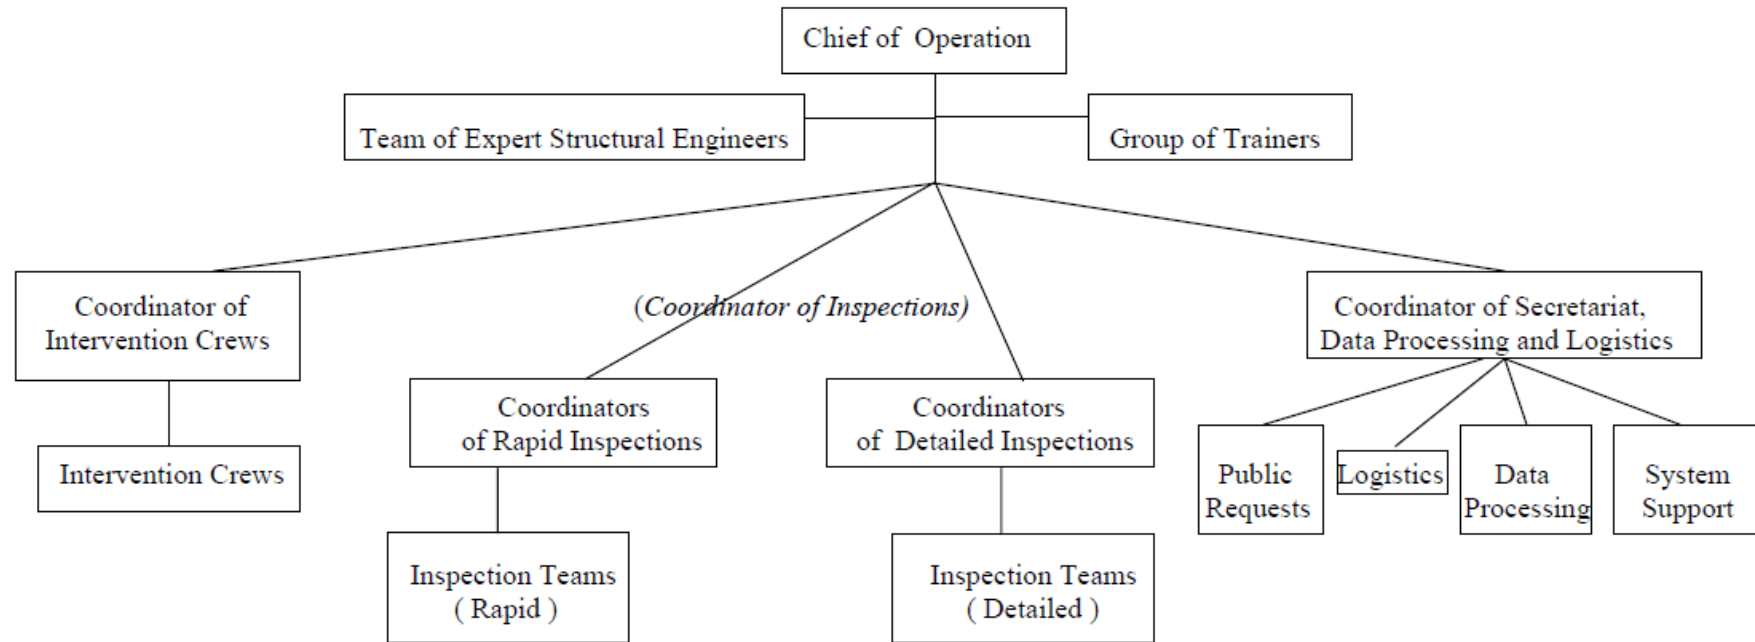 Chief of Operation
Team of Expert Structural Engineers
Group of Trainers
Coordinator of
Intervention Crews
(Coordinator of Inspections)
Coordinator of Secretariat,
Data Processing and Logistics
Coordinators
of Rapid Inspections
Coordinators
of Detailed Inspections
Intervention Crews
Public
Requests
Logistics
Data
Processing
System
Support
Inspection Teams
( Rapid )
Inspection Teams
( Detailed )